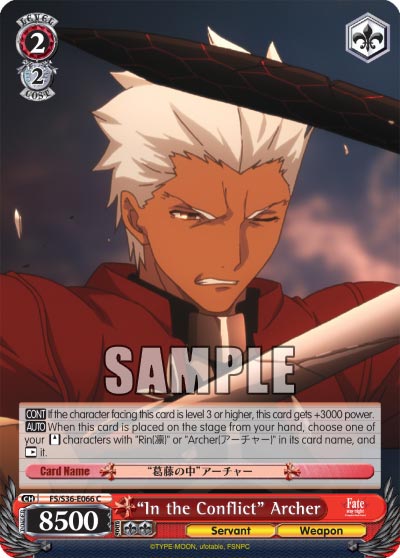 LEVEL
2
2
COST
SAMPLE
CONT If the character facing this card is level 3 or higher, this card gets +3000 power.
AUTO When this card is placed on the stage from your hand, choose one of
your characters with "Rin(凛)" or "Archer(アーチャー)" in its card name, and
it.
Card Name "葛藤の中"アーチャー
CH FS/S36-E066 C
POWER 8500 SOUL "In the Conflict" Archer Fate
Servant Weapon
©TYPE-MOON, ufotable, FSNPC